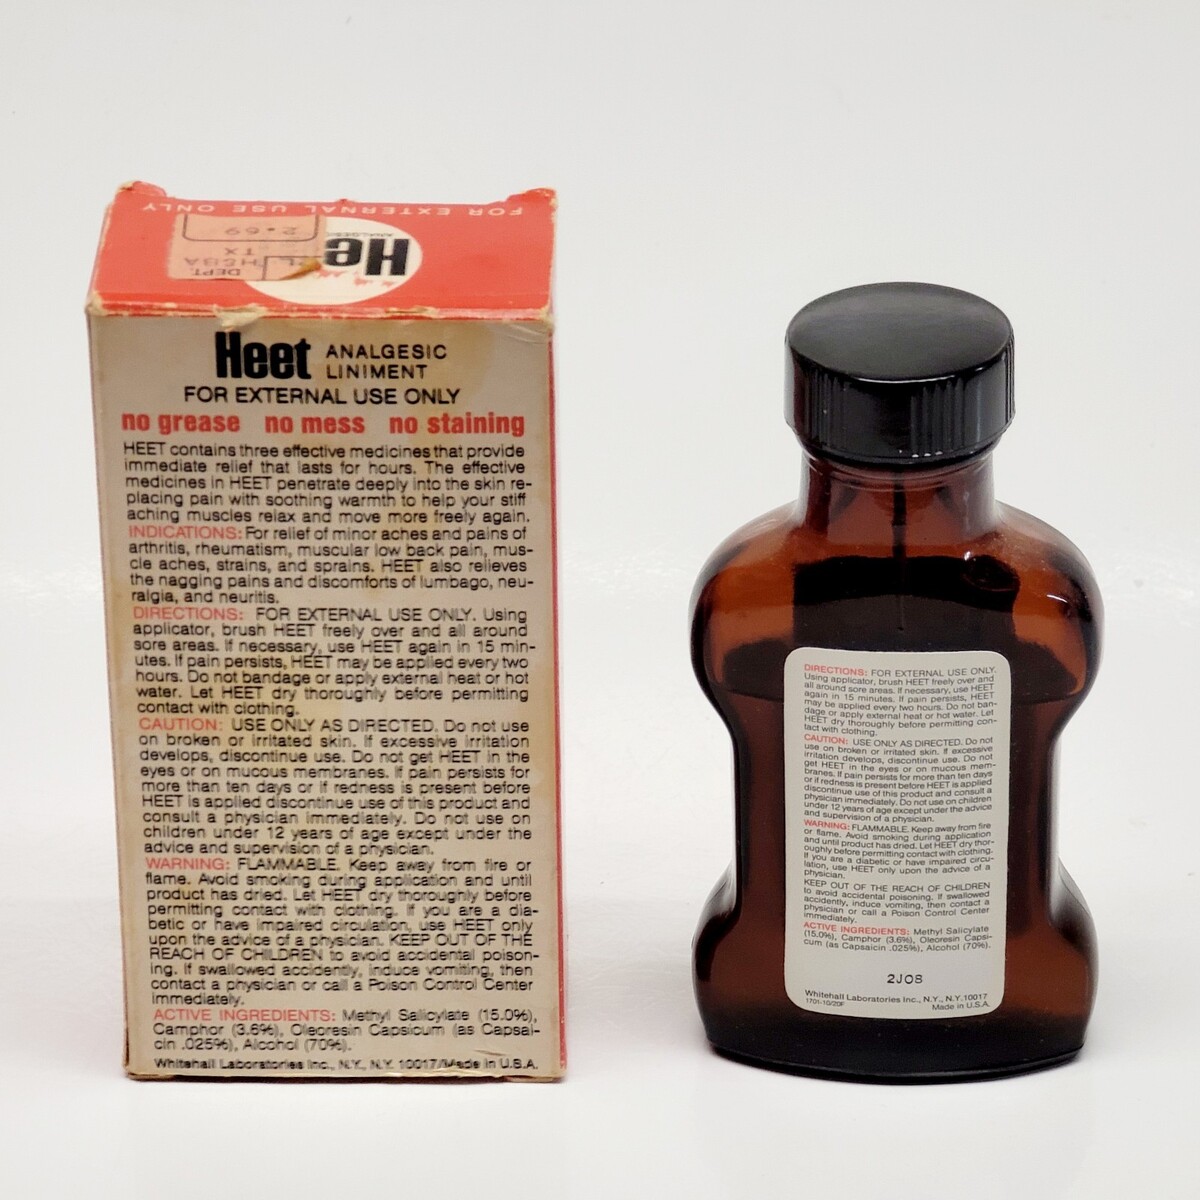 FOR EXTERNAL USE ONLY
2.69
TX
H&BA
DEPT.
He
Heet ANALGESIC
LINIMENT
FOR EXTERNAL USE ONLY
no grease no mess no staining
HEET contains three effective medicines that provide
immediate relief that lasts for hours. The effective
medicines in HEET penetrate deeply into the skin re-
placing pain with soothing warmth to help your stiff
aching muscles relax and move more freely again.
INDICATIONS: For relief of minor aches and pains of
arthritis, rheumatism, muscular low back pain, mus-
cle aches, strains, and sprains. HEET also relieves
the nagging pains and discomforts of lumbago, neu-
ralgia, and neuritis.
DIRECTIONS: FOR EXTERNAL USE ONLY. Using
applicator, brush HEET freely over and all around
sore areas. If necessary, use HEET again in 15 min-
utes. If pain persists, HEET may be applied every two
hours. Do not bandage or apply external heat or hot
water. Let HEET dry thoroughly before permitting
contact with clothing.
CAUTION: USE ONLY AS DIRECTED. Do not use
on broken or irritated skin. If excessive irritation
develops, discontinue use. Do not get HEET in the
eyes or on mucous membranes. If pain persists for
more than ten days or if redness is present before
HEET is applied discontinue use of this product and
consult a physician immediately. Do not use on
children under 12 years of age except under the
advice and supervision of a physician.
WARNING: FLAMMABLE. Keep away from fire or
flame. Avoid smoking during application and until
product has dried. Let HEET dry thoroughly before
permitting contact with clothing. If you are a dia-
betic or have impaired circulation, use HEET only
upon the advice of a physician. KEEP OUT OF THE
REACH OF CHILDREN to avoid accidental poison-
ing. If swallowed accidently, induce vomiting, then
contact a physician or call a Poison Control Center
immediately.
ACTIVE INGREDIENTS: Methyl Salicylate (15.0%),
Camphor (3.6%), Oleoresin Capsicum (as Capsai-
cin .025%), Alcohol (70%).
Whitehall Laboratories Inc., N.Y., N.Y. 10017/Made in U.S.A.
DIRECTIONS: FOR EXTERNAL USE ONLY.
Using applicator, brush HEET freely over and
all around sore areas. If necessary, use HEET
again in 15 minutes. If pain persists, HEET
may be applied every two hours. Do not ban-
dage or apply external heat or hot water. Let
HEET dry thoroughly before permitting con-
tact with clothing.
CAUTION: USE ONLY AS DIRECTED. Do not
use on broken or irritated skin. If excessive
irritation develops, discontinue use. Do not
get HEET in the eyes or on mucous mem-
branes. If pain persists for more than ten days
or if redness is present before HEET is applied
discontinue use of this product and consult a
physician immediately. Do not use on children
under 12 years of age except under the advice
and supervision of a physician.
WARNING: FLAMMABLE. Keep away from fire
or flame. Avoid smoking during application
and until product has dried. Let HEET dry thor-
oughly before permitting contact with clothing.
If you are a diabetic or have impaired circu-
lation, use HEET only upon the advice of a
physician.
KEEP OUT OF THE REACH OF CHILDREN
to avoid accidental poisoning. If swallowed
accidently, induce vomiting, then contact a
physician or call a Poison Control Center
immediately.
ACTIVE INGREDIENTS: Methyl Salicylate
(15.0%), Camphor (3.6%), Oleoresin Capsi-
cum (as Capsaicin .025%), Alcohol (70%).
2J08
Whitehall Laboratories Inc., N.Y., N.Y. 10017
1701-10/20F Made in U.S.A.